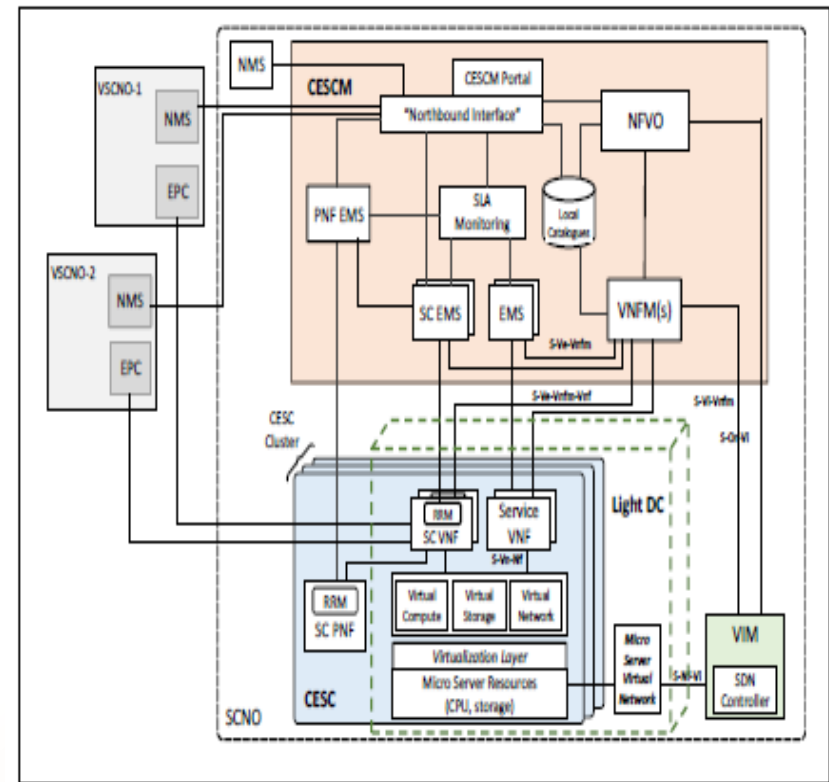 NMS
CESCM
CESCM Portal
"Northbound Interface"
NFVO
VSCNO-1
NMS
EPC
PNF EMS
SLA
Monitoring
Local
Catalogues
VSCNO-2
NMS
EPC
SC EMS
EMS
VNFM(s)
S-Ve-Vnfm
S-Ve-Vnfm-Vnf
S-Vi-Vnfm
S-Or-Vi
CESC
Cluster
Light DC
RRM
SC VNF
Service
VNF
S-Vn-Nf
RRM
SC PNF
Virtual
Compute
Virtual
Storage
Virtual
Network
Virtualization Layer
Micro Server Resources
(CPU, storage)
CESC
SCNO
Micro
Server
Virtual
Network
S-Nf-Vi
VIM
SDN
Controller